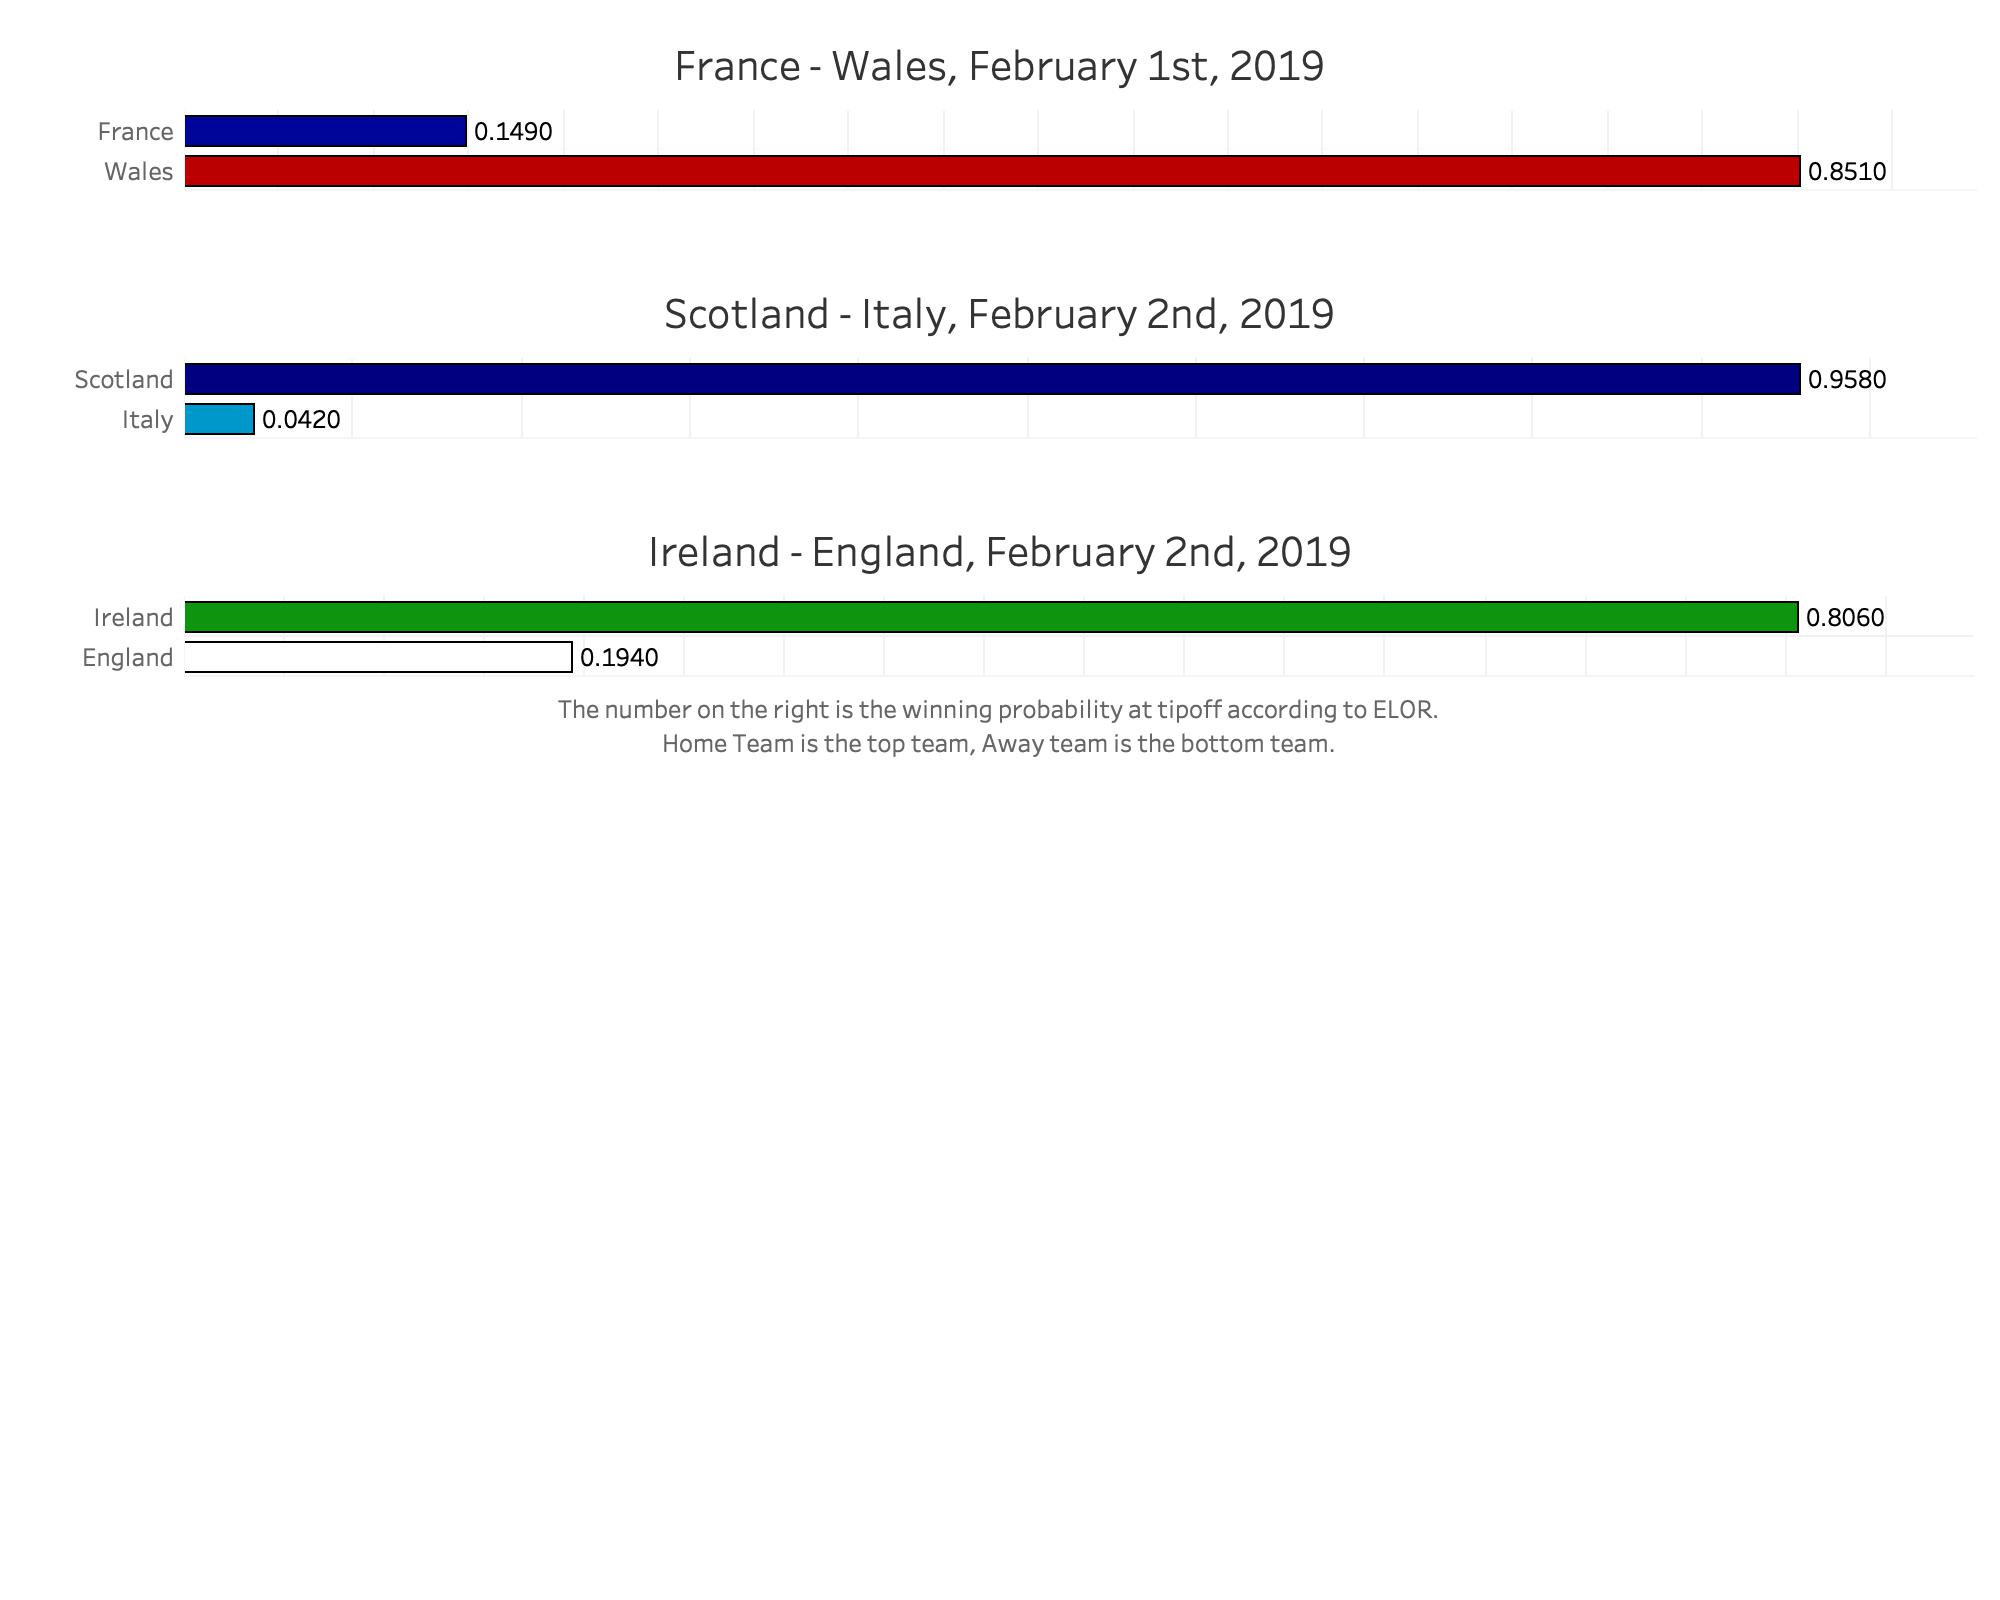 France - Wales, February 1st, 2019
France 0.1490
Wales 0.8510
Scotland - Italy, February 2nd, 2019
Scotland 0.9580
Italy 0.0420
Ireland - England, February 2nd, 2019
Ireland 0.8060
England 0.1940
The number on the right is the winning probability at tipoff according to ELOR.
Home Team is the top team, Away team is the bottom team.